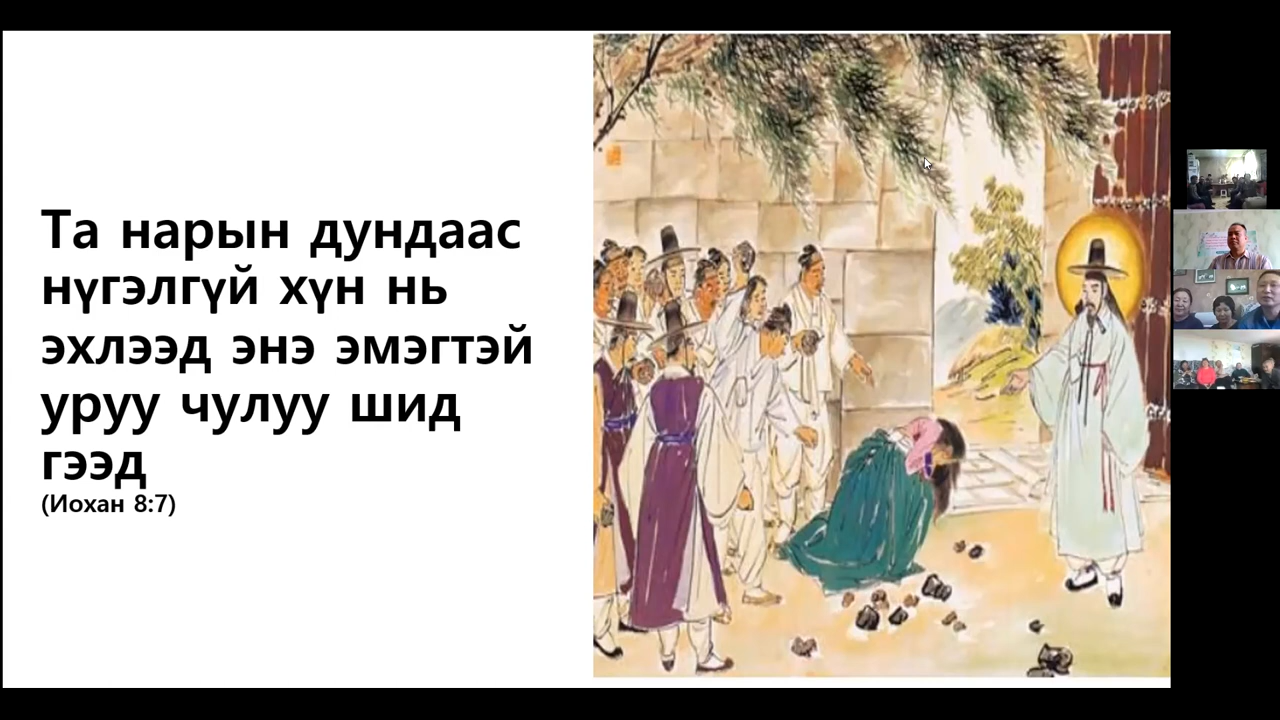 Та нарын дундаас
нүгэлгүй хүн нь
эхлээд энэ эмэгтэй
уруу чулуу шид
гээд
(Иохан 8:7)